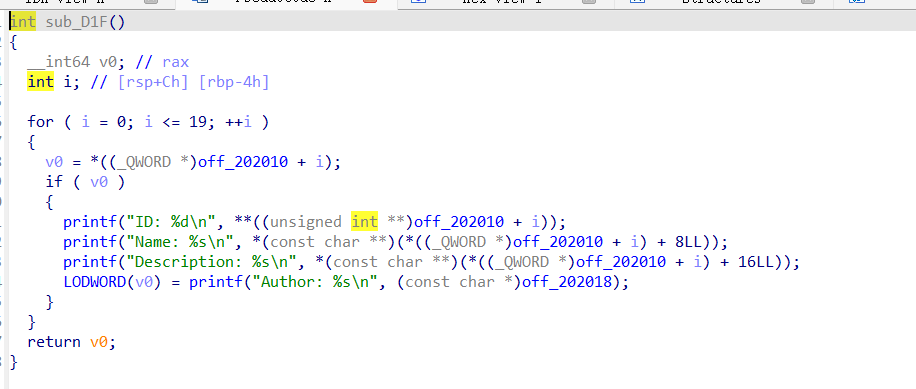 int sub_D1F()
{
  __int64 v0; // rax
  int i; // [rsp+Ch] [rbp-4h]

  for ( i = 0; i <= 19; ++i )
  {
    v0 = *((_QWORD *)off_202010 + i);
    if ( v0 )
    {
      printf("ID: %d\n", **((unsigned int **)off_202010 + i));
      printf("Name: %s\n", *(const char **)(*((_QWORD *)off_202010 + i) + 8LL));
      printf("Description: %s\n", *(const char **)(*((_QWORD *)off_202010 + i) + 16LL));
      LODWORD(v0) = printf("Author: %s\n", (const char *)off_202018);
    }
  }
  return v0;
}